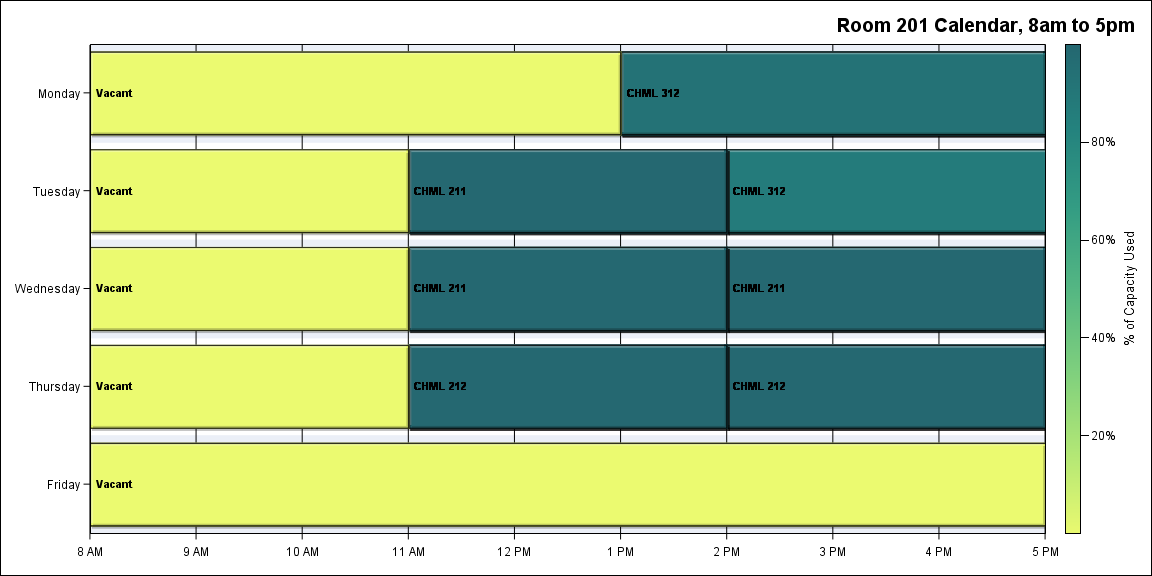 Room 201 Calendar, 8am to 5pm
Monday
Vacant
CHML 312
Tuesday
Vacant
CHML 211
CHML 312
Wednesday
Vacant
CHML 211
CHML 211
Thursday
Vacant
CHML 212
CHML 212
Friday
Vacant
8 AM
9 AM
10 AM
11 AM
12 PM
1 PM
2 PM
3 PM
4 PM
5 PM
80%
60%
40%
20%
% of Capacity Used